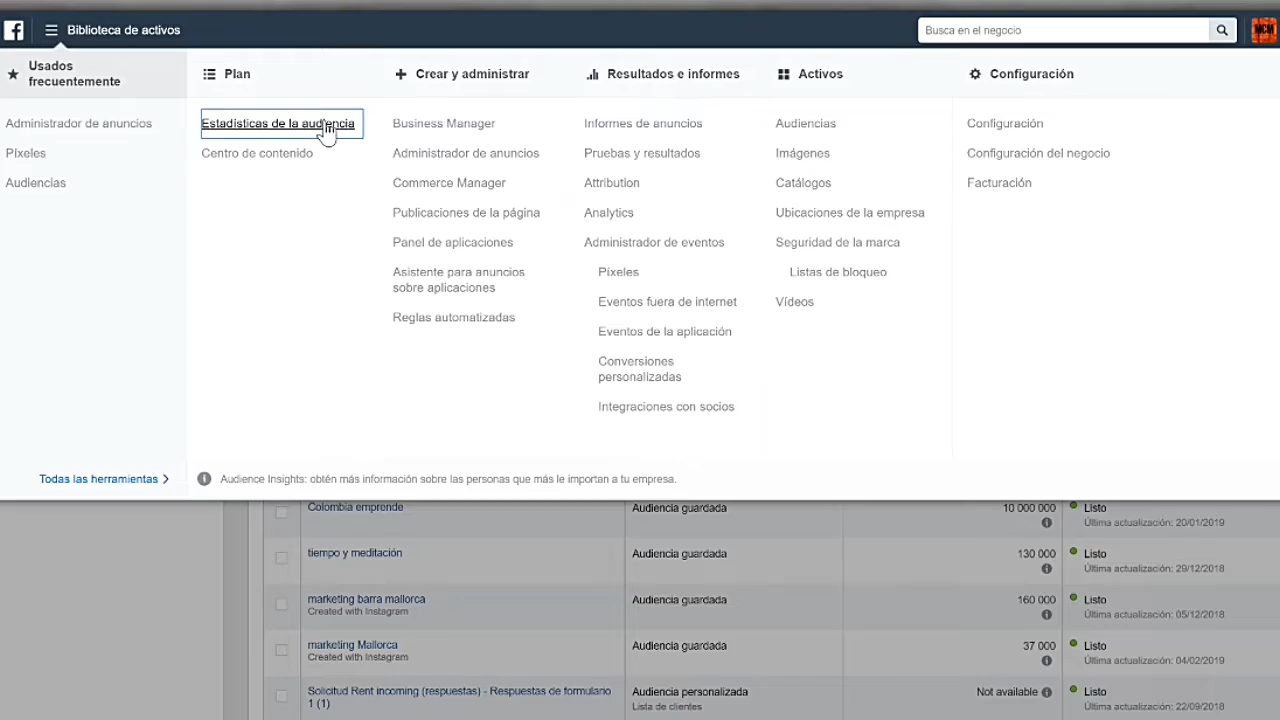 Biblioteca de activos
Busca en el negocio
Usados
frecuentemente
Administrador de anuncios
Píxeles
Audiencias
Todas las herramientas
Plan
Estadísticas de la audiencia
Centro de contenido
Crear y administrar
Business Manager
Administrador de anuncios
Commerce Manager
Publicaciones de la página
Panel de aplicaciones
Asistente para anuncios
sobre aplicaciones
Reglas automatizadas
Resultados e informes
Informes de anuncios
Pruebas y resultados
Attribution
Analytics
Administrador de eventos
Píxeles
Eventos fuera de internet
Eventos de la aplicación
Conversiones
personalizadas
Integraciones con socios
Activos
Audiencias
Imágenes
Catálogos
Ubicaciones de la empresa
Seguridad de la marca
Listas de bloqueo
Vídeos
Configuración
Configuración
Configuración del negocio
Facturación
Audience Insights: obtén más información sobre las personas que más le importan a tu empresa.
Colombia emprende Audiencia guardada 10 000 000 Listo
Última actualización: 20/01/2019
tiempo y meditación Audiencia guardada 130 000 Listo
Última actualización: 29/12/2018
marketing barra mallorca Audiencia guardada 160 000 Listo
Created with Instagram Última actualización: 05/12/2018
marketing Mallorca Audiencia guardada 37 000 Listo
Created with Instagram Última actualización: 04/02/2019
Solicitud Rent incoming (respuestas) - Respuestas de formulario Audiencia personalizada Not available Listo
1 (1) Lista de clientes Última actualización: 22/09/2018